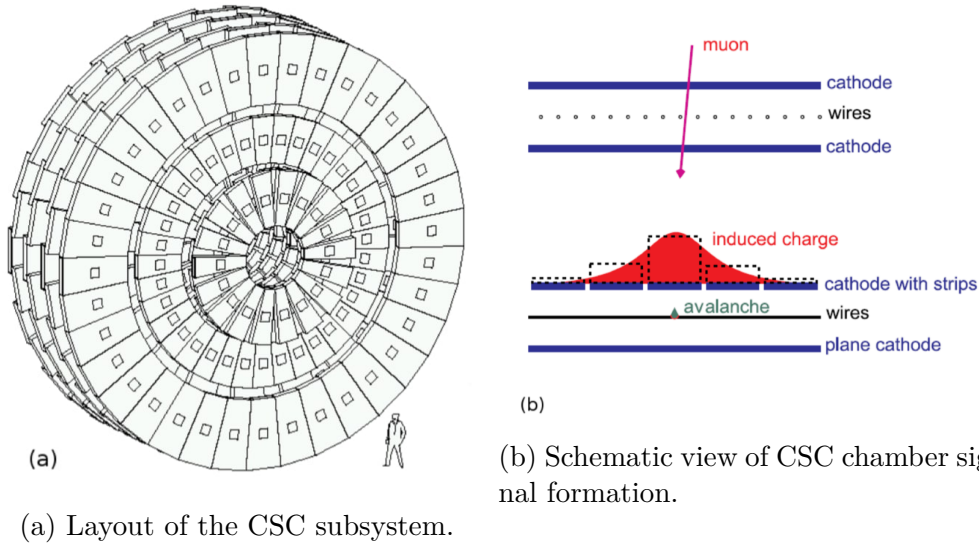 muon
cathode
wires
cathode
induced charge
cathode with strips
avalanche
wires
plane cathode
(a)
(b)
(b) Schematic view of CSC chamber sig
nal formation.
(a) Layout of the CSC subsystem.